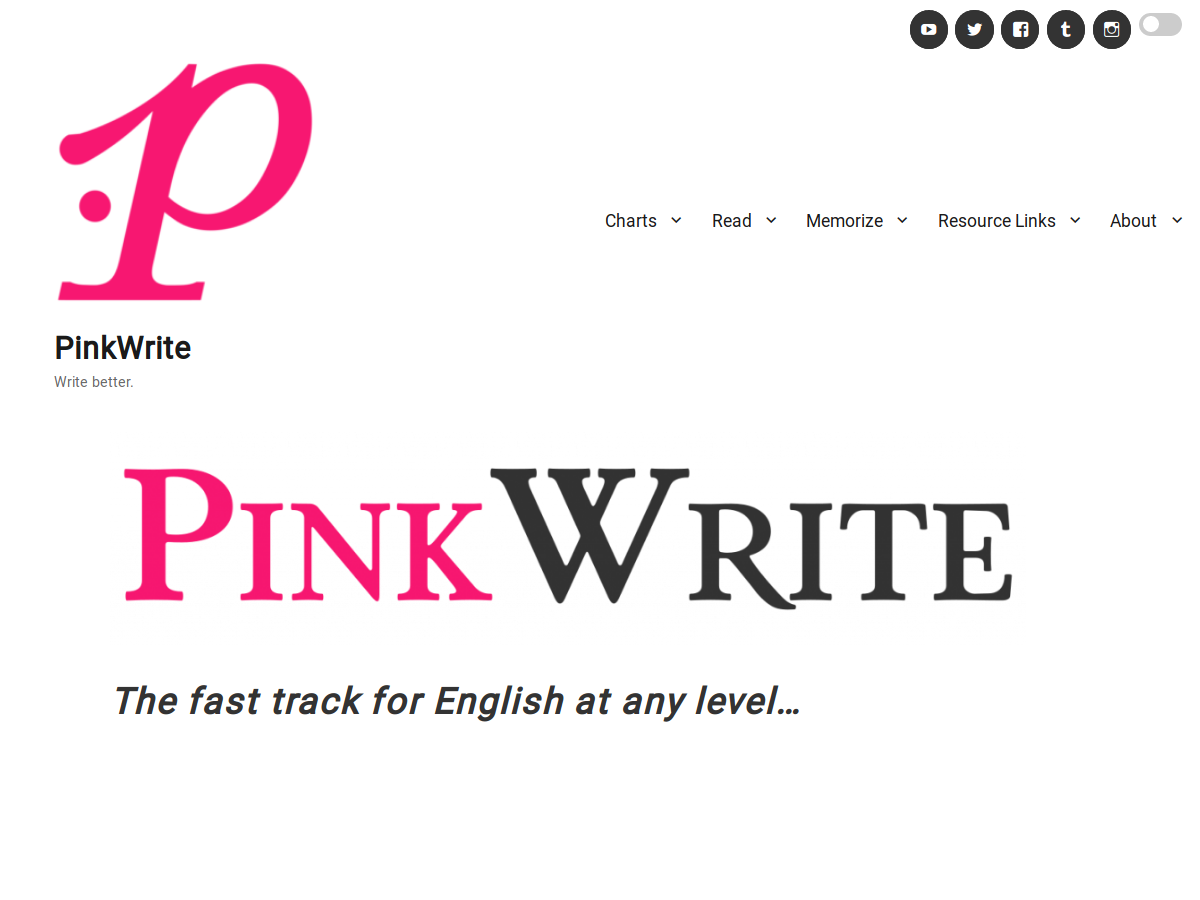 p
Charts Read Memorize Resource Links About
PinkWrite
Write better.
PinkWrite
The fast track for English at any level…